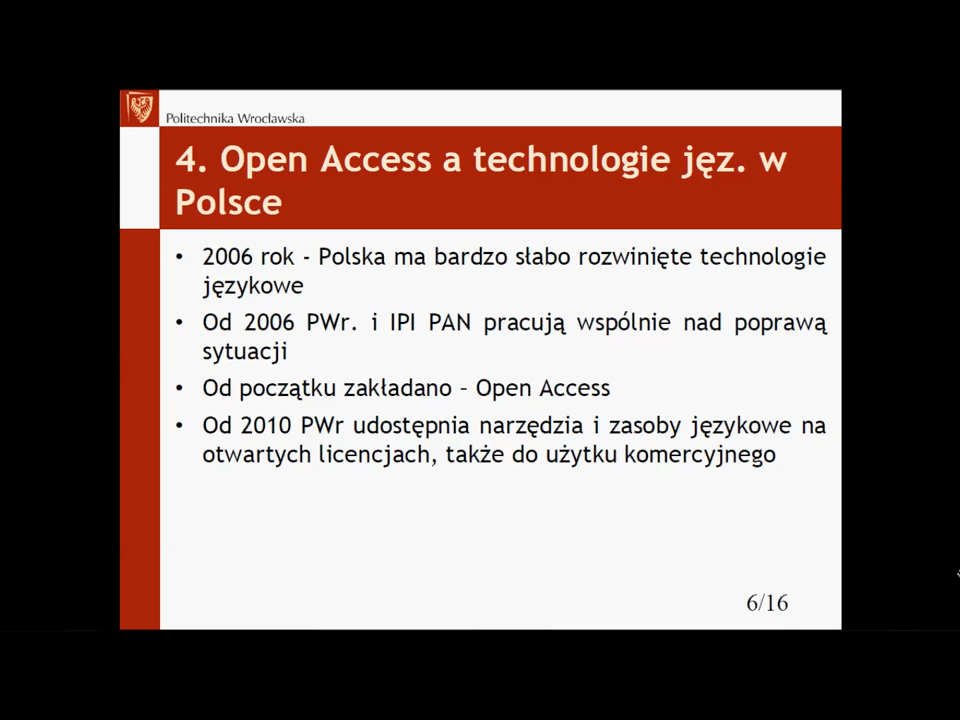 Politechnika Wrocławska
4. Open Access a technologie jęz. w
Polsce
• 2006 rok - Polska ma bardzo słabo rozwinięte technologie
językowe
• Od 2006 PWr. i IPI PAN pracują wspólnie nad poprawą
sytuacji
• Od początku zakładano – Open Access
• Od 2010 PWr udostępnia narzędzia i zasoby językowe na
otwartych licencjach, także do użytku komercyjnego
6/16